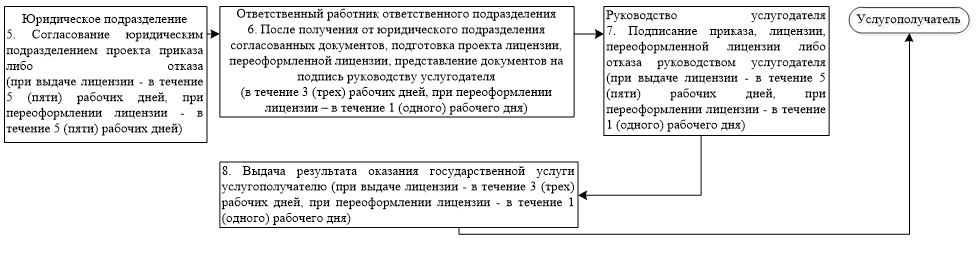 Юридическое подразделение
5. Согласование юридическим
подразделением проекта приказа
либо отказа
(при выдаче лицензии - в течение
5 (пяти) рабочих дней, при
переоформлении лицензии - в
течение 5 (пяти) рабочих дней)
Ответственный работник ответственного подразделения
6. После получения от юридического подразделения
согласованных документов, подготовка проекта лицензии,
переоформленной лицензии, представление документов на
подпись руководству услугодателя
(в течение 3 (трех) рабочих дней, при переоформлении
лицензии – в течение 1 (одного) рабочего дня)
Руководство услугодателя
7. Подписание приказа, лицензии,
переоформленной лицензии либо
отказа руководством услугодателя
(при выдаче лицензии - в течение 5
(пяти) рабочих дней, при
переоформлении лицензии - в течение
1 (одного) рабочего дня)
Услугополучатель
8. Выдача результата оказания государственной услуги
услугополучателю (при выдаче лицензии - в течение 3 (трех)
рабочих дней, при переоформлении лицензии - в течение 1
(одного) рабочего дня)